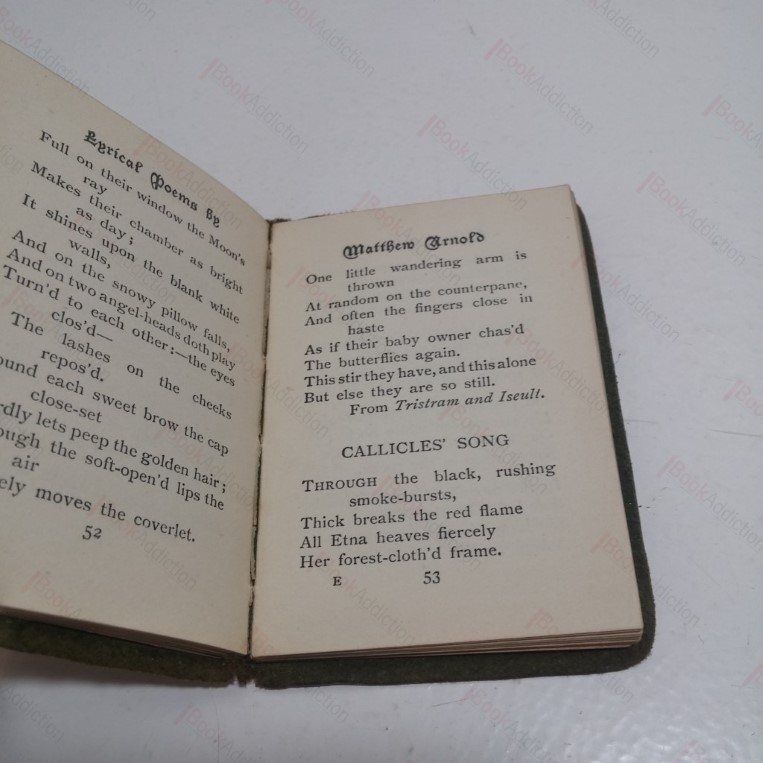 Lyrical Poems by
Full on their window the Moon's
ray
Makes their chamber as bright
as day;
It shines upon the blank white
walls,
And on the snowy pillow falls,
And on two angel-heads doth play
Turn'd to each other;—the eyes
clos'd—
The lashes on the cheeks
repos'd.
each sweet brow the cap
close-set
lets peep the golden hair;
the soft-open'd lips the
air
moves the coverlet.
52
Matthew Arnold
One little wandering arm is
thrown
At random on the counterpane,
And often the fingers close in
haste
As if their baby owner chas'd
The butterflies again.
This stir they have, and this alone
But else they are so still.
From Tristram and Iseult.
CALLICLES' SONG
THROUGH the black, rushing
smoke-bursts,
Thick breaks the red flame
All Etna heaves fiercely
Her forest-cloth'd frame.
E 53
BookAddiction